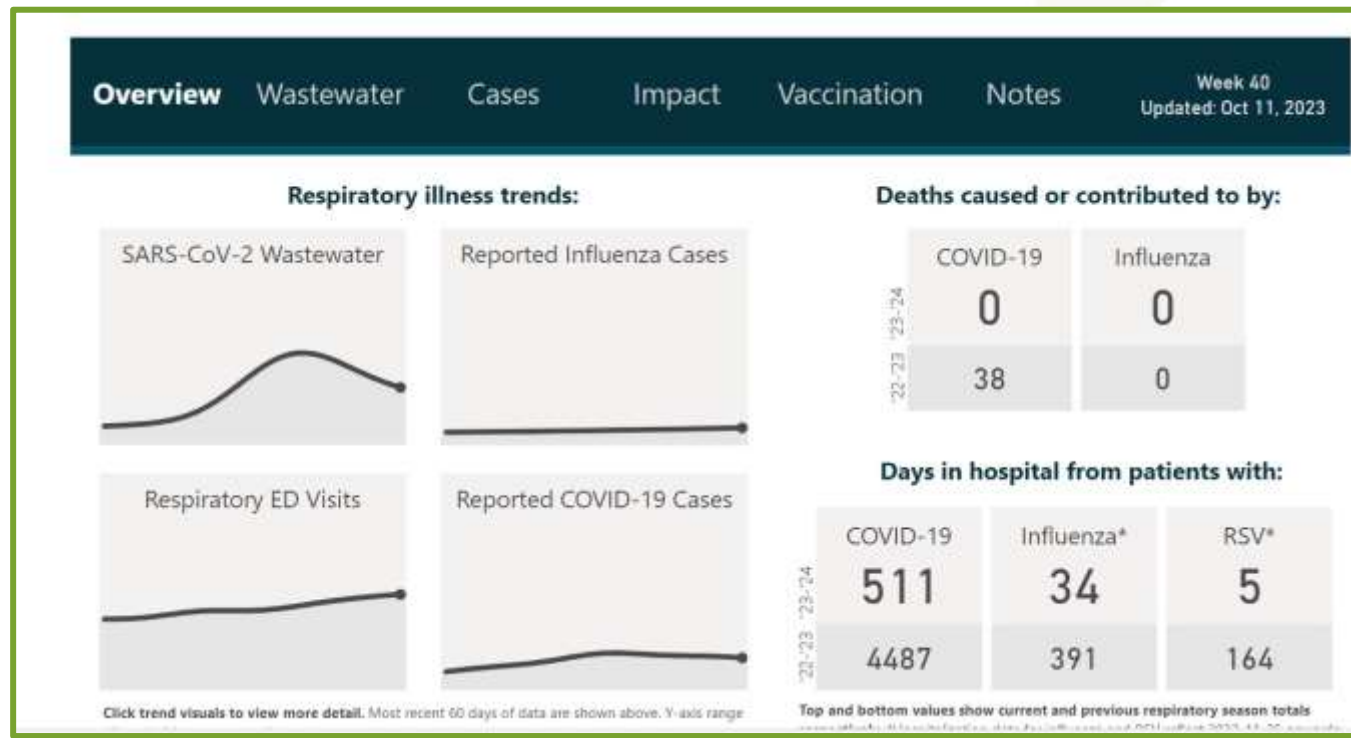 Overview Wastewater Cases Impact Vaccination Notes
Week 40
Updated: Oct 11, 2023
Respiratory illness trends:
SARS-CoV-2 Wastewater
Reported Influenza Cases
Respiratory ED Visits
Reported COVID-19 Cases
Click trend visuals to view more detail. Most recent 60 days of data are shown above. Y-axis range
Deaths caused or contributed to by:
COVID-19 Influenza
'23-'24 0 0
'22-'23 38 0
Days in hospital from patients with:
COVID-19 Influenza* RSV*
'23-'24 511 34 5
'22-'23 4487 391 164
Top and bottom values show current and previous respiratory season totals